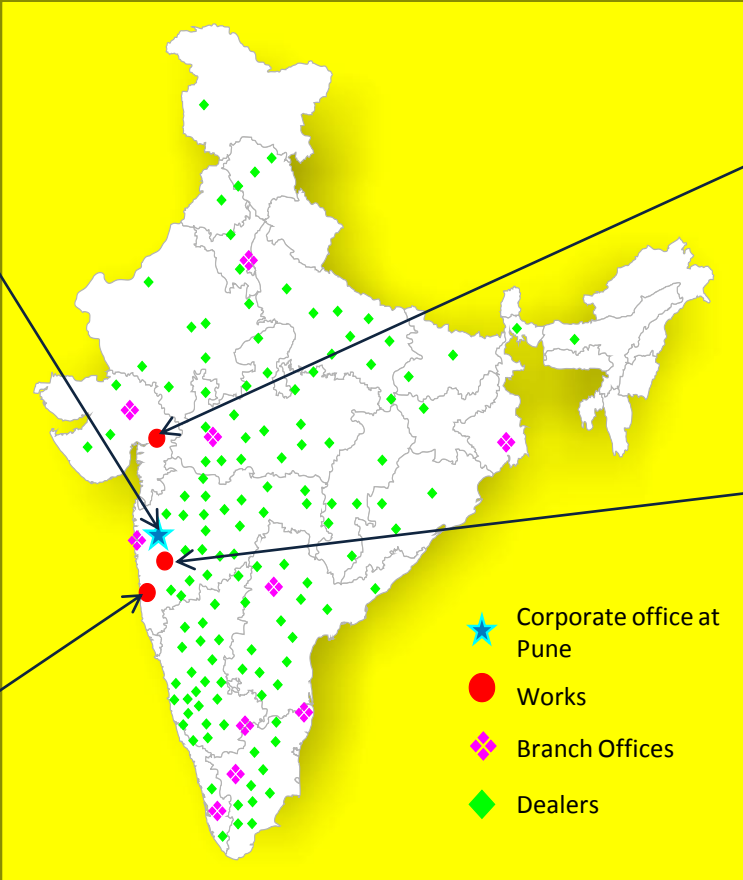 Corporate office at
Pune
Works
Branch Offices
Dealers